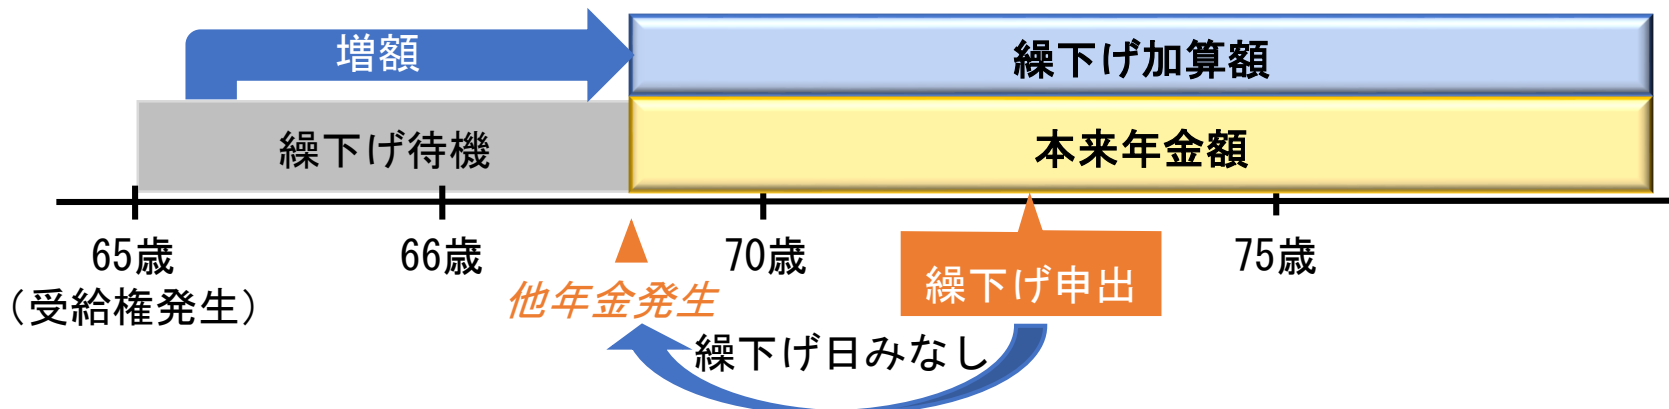 増額
繰下げ加算額
繰下げ待機
本来年金額
65歳
（受給権発生）
66歳
他年金発生
70歳
繰下げ申出
75歳
繰下げ日みなし